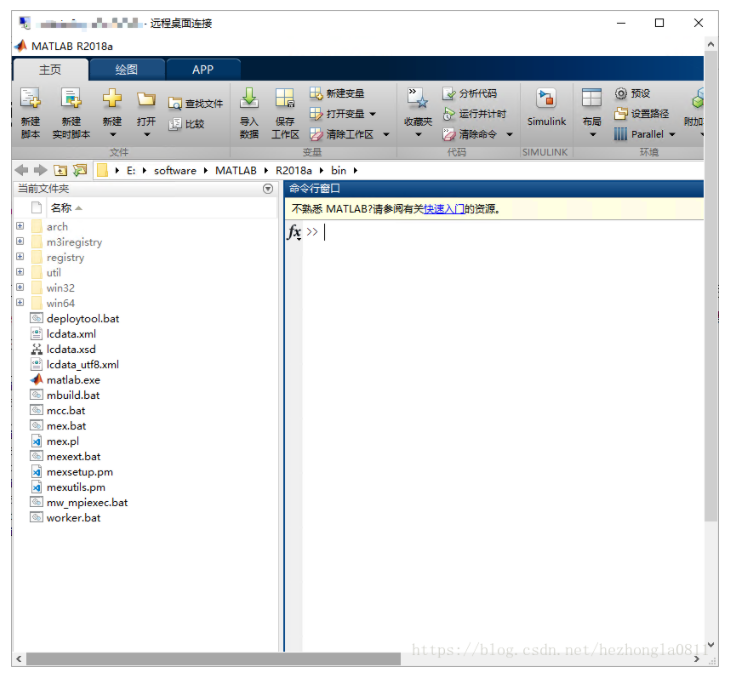 · 远程桌面连接
MATLAB R2018a
主页 绘图 APP
新建脚本 新建实时脚本 新建 打开 查找文件 比较 导入数据 保存工作区 新建变量 打开变量 清除工作区 收藏夹 分析代码 运行并计时 清除命令 Simulink 布局 预设 设置路径 Parallel 附加
文件 变量 代码 SIMULINK 环境
E: software MATLAB R2018a bin
当前文件夹 命令行窗口
名称
不熟悉 MATLAB?请参阅有关快速入门的资源。
fx >>
arch
m3iregistry
registry
util
win32
win64
deploytool.bat
lcdata.xml
lcdata.xsd
lcdata_utf8.xml
matlab.exe
mbuild.bat
mcc.bat
mex.bat
mex.pl
mexext.bat
mexsetup.pm
mexutils.pm
mw_mpiexec.bat
worker.bat
https://blog.csdn.net/hezhongla0811